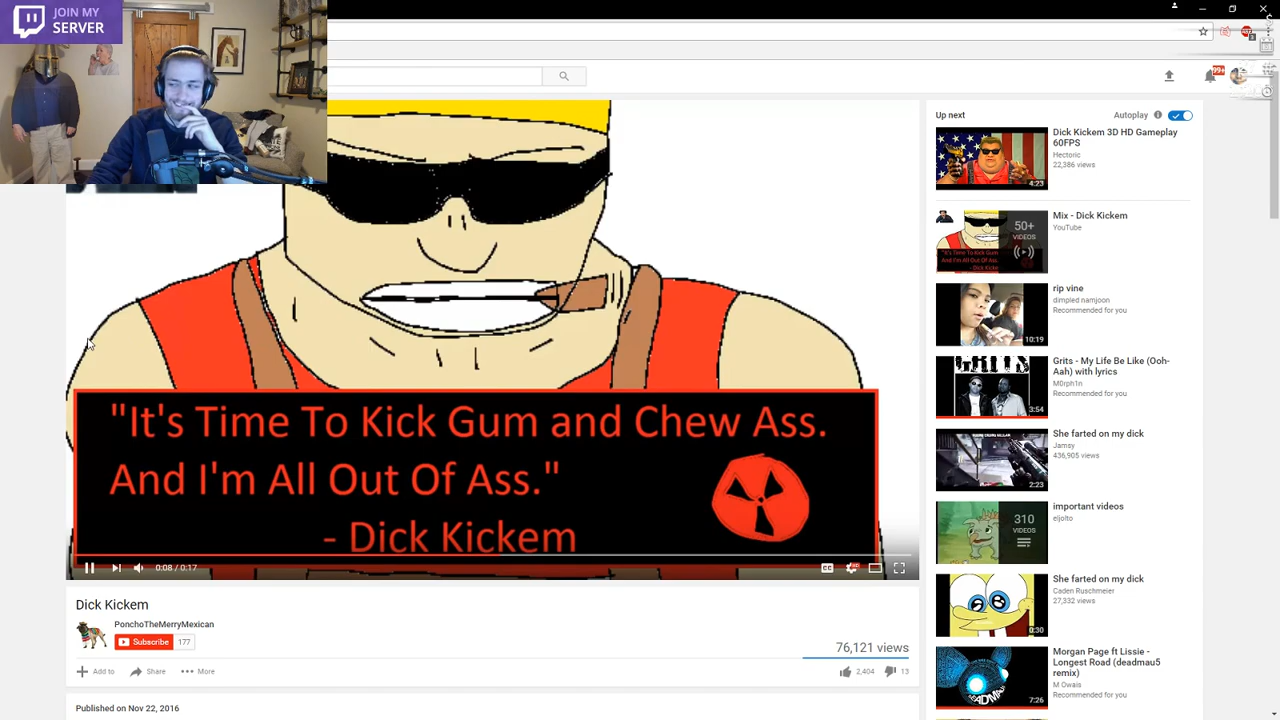 JOIN MY
SERVER
99+
"It's Time To Kick Gum and Chew Ass.
And I'm All Out Of Ass."
- Dick Kickem
0:08 / 0:17
CC
HD
Dick Kickem
PonchoTheMerryMexican
Subscribe 177
76,121 views
Add to Share More
2,404 13
Published on Nov 22, 2016
Up next
Autoplay
Dick Kickem 3D HD Gameplay
60FPS
Hectoric
22,386 views
4:23
Mix - Dick Kickem
YouTube
50+
VIDEOS
rip vine
dimpled namjoon
Recommended for you
10:19
Grits - My Life Be Like (Ooh-
Aah) with lyrics
M0rph1n
Recommended for you
GRITS
3:54
She farted on my dick
Jamsy
436,905 views
2:23
important videos
eljolto
310
VIDEOS
She farted on my dick
Caden Ruschmeier
27,332 views
0:30
Morgan Page ft Lissie -
Longest Road (deadmau5
remix)
M Owais
Recommended for you
DEADMAU5
7:26